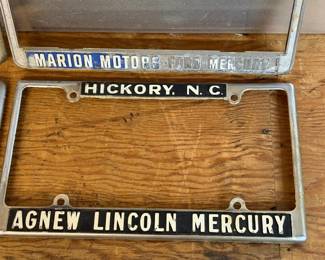 MARION MOTORS FORD MERCURY
HICKORY, N. C.
AGNEW LINCOLN MERCURY